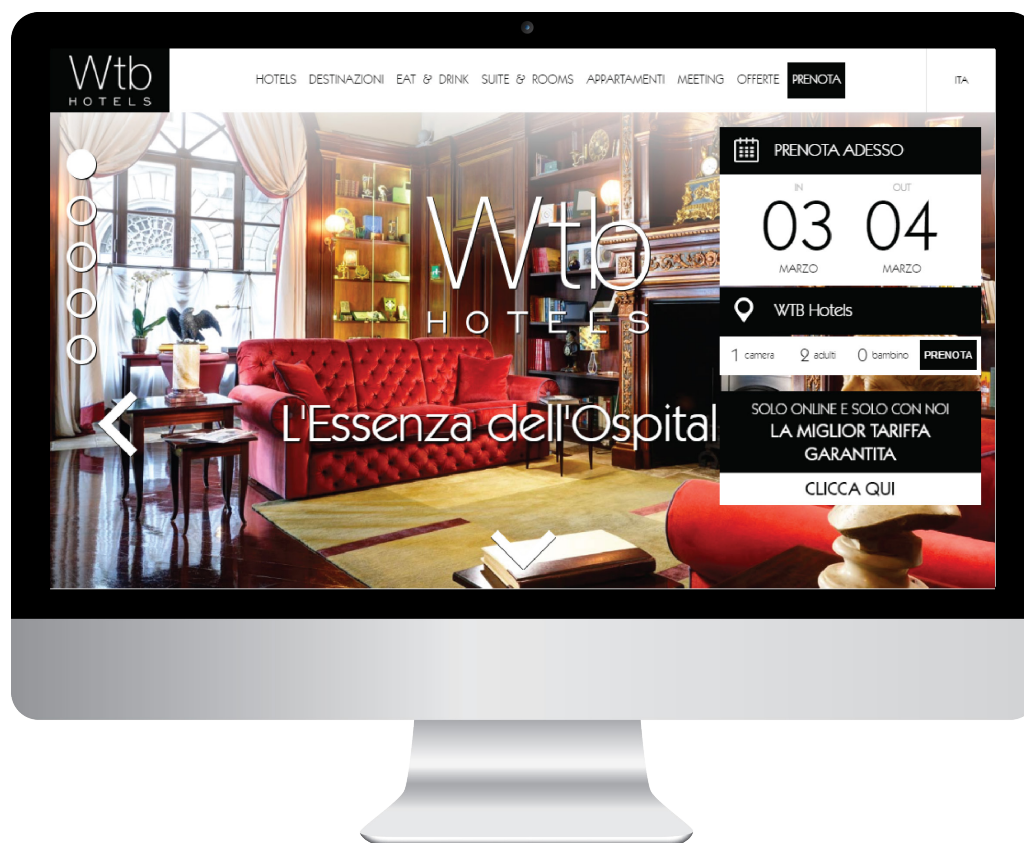 Wtb
HOTELS
HOTELS DESTINAZIONI EAT & DRINK SUITE & ROOMS APPARTAMENTI MEETING OFFERTE PRENOTA
ITA
PRENOTA ADESSO
IN OUT
03 04
MARZO MARZO
WTB Hotels
1 camera 2 adulti 0 bambino PRENOTA
SOLO ONLINE E SOLO CON NOI
LA MIGLIOR TARIFFA
GARANTITA
CLICCA QUI
Wtb
HOTELS
L'Essenza dell'Ospital